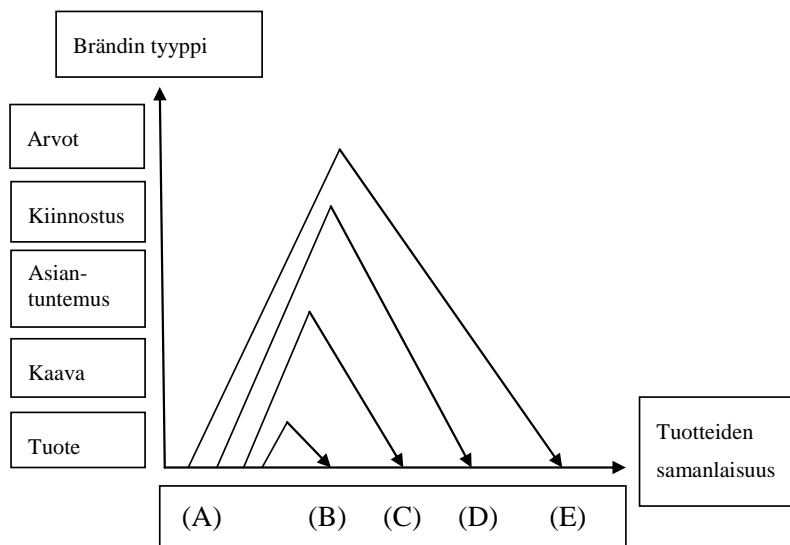 Brändin tyyppi
Arvot
Kiinnostus
Asian-
tuntemus
Kaava
Tuote
Tuotteiden
samanlaisuus
(A) (B) (C) (D) (E)